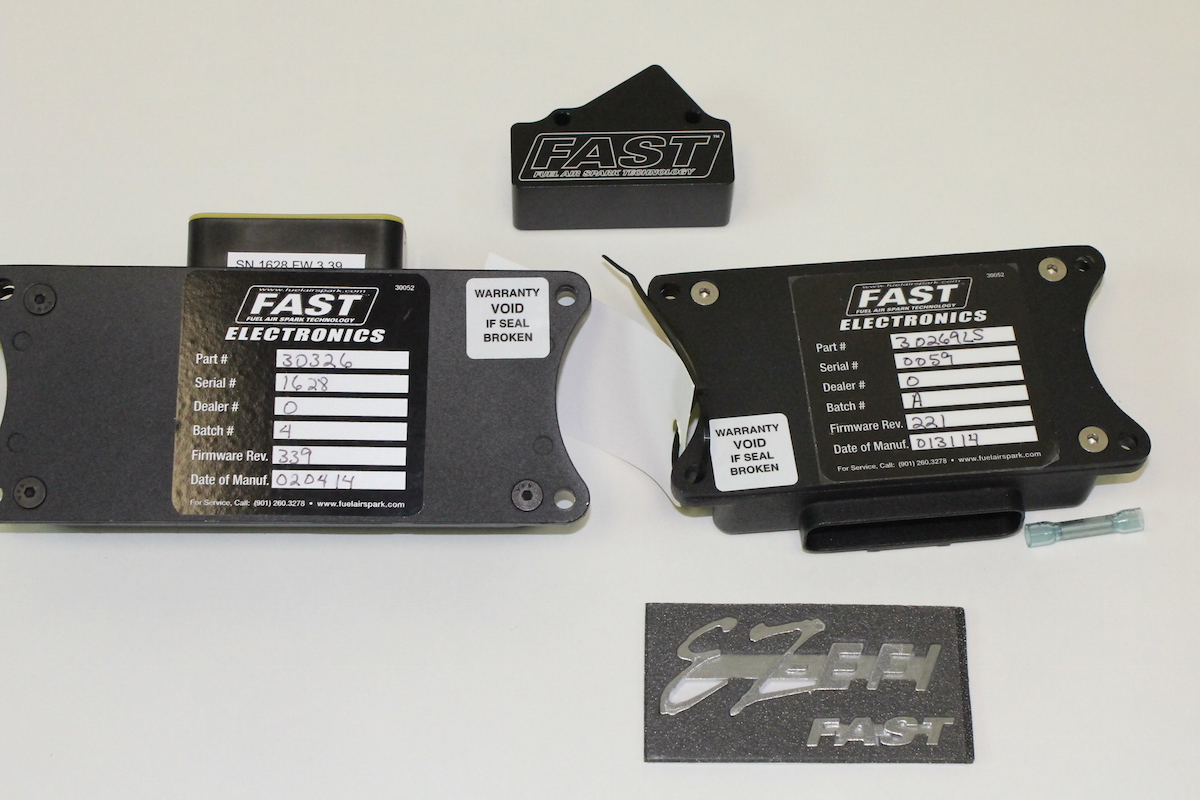 FAST™
FUEL AIR SPARK TECHNOLOGY
SN 1628 FW 3.39
www.fuelairspark.com
30052
FAST
FUEL AIR SPARK TECHNOLOGY
ELECTRONICS
Part # 30326
Serial # 1628
Dealer # 0
Batch # 4
Firmware Rev. 339
Date of Manuf. 020414
For Service, Call: (901) 260.3278 • www.fuelairspark.com
WARRANTY
VOID
IF SEAL
BROKEN
www.fuelairspark.com
30052
FAST
FUEL AIR SPARK TECHNOLOGY
ELECTRONICS
Part # 30269LS
Serial # 0059
Dealer # 0
Batch # A
Firmware Rev. 221
Date of Manuf. 013114
For Service, Call: (901) 260.3278 • www.fuelairspark.com
WARRANTY
VOID
IF SEAL
BROKEN
EZ EFI
FAST